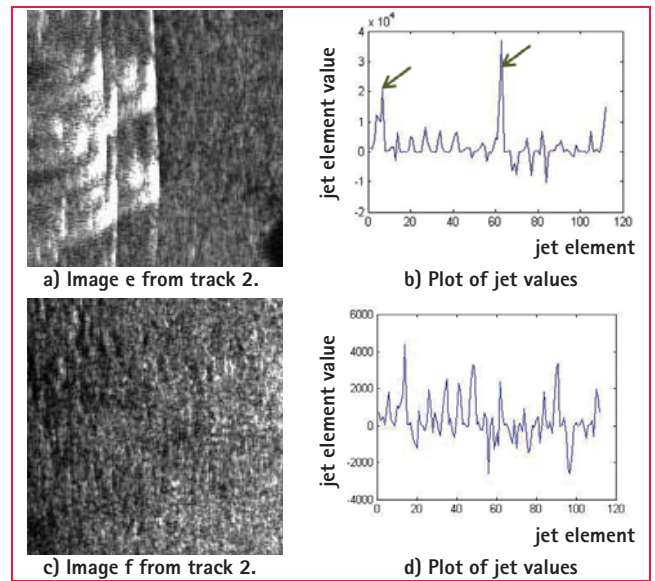 x 10⁴
4
3
2
1
0
-1
-2
0 20 40 60 80 100 120
jet element value
jet element
a) Image e from track 2.
b) Plot of jet values
6000
4000
2000
0
-2000
-4000
0 20 40 60 80 100 120
jet element value
jet element
c) Image f from track 2.
d) Plot of jet values